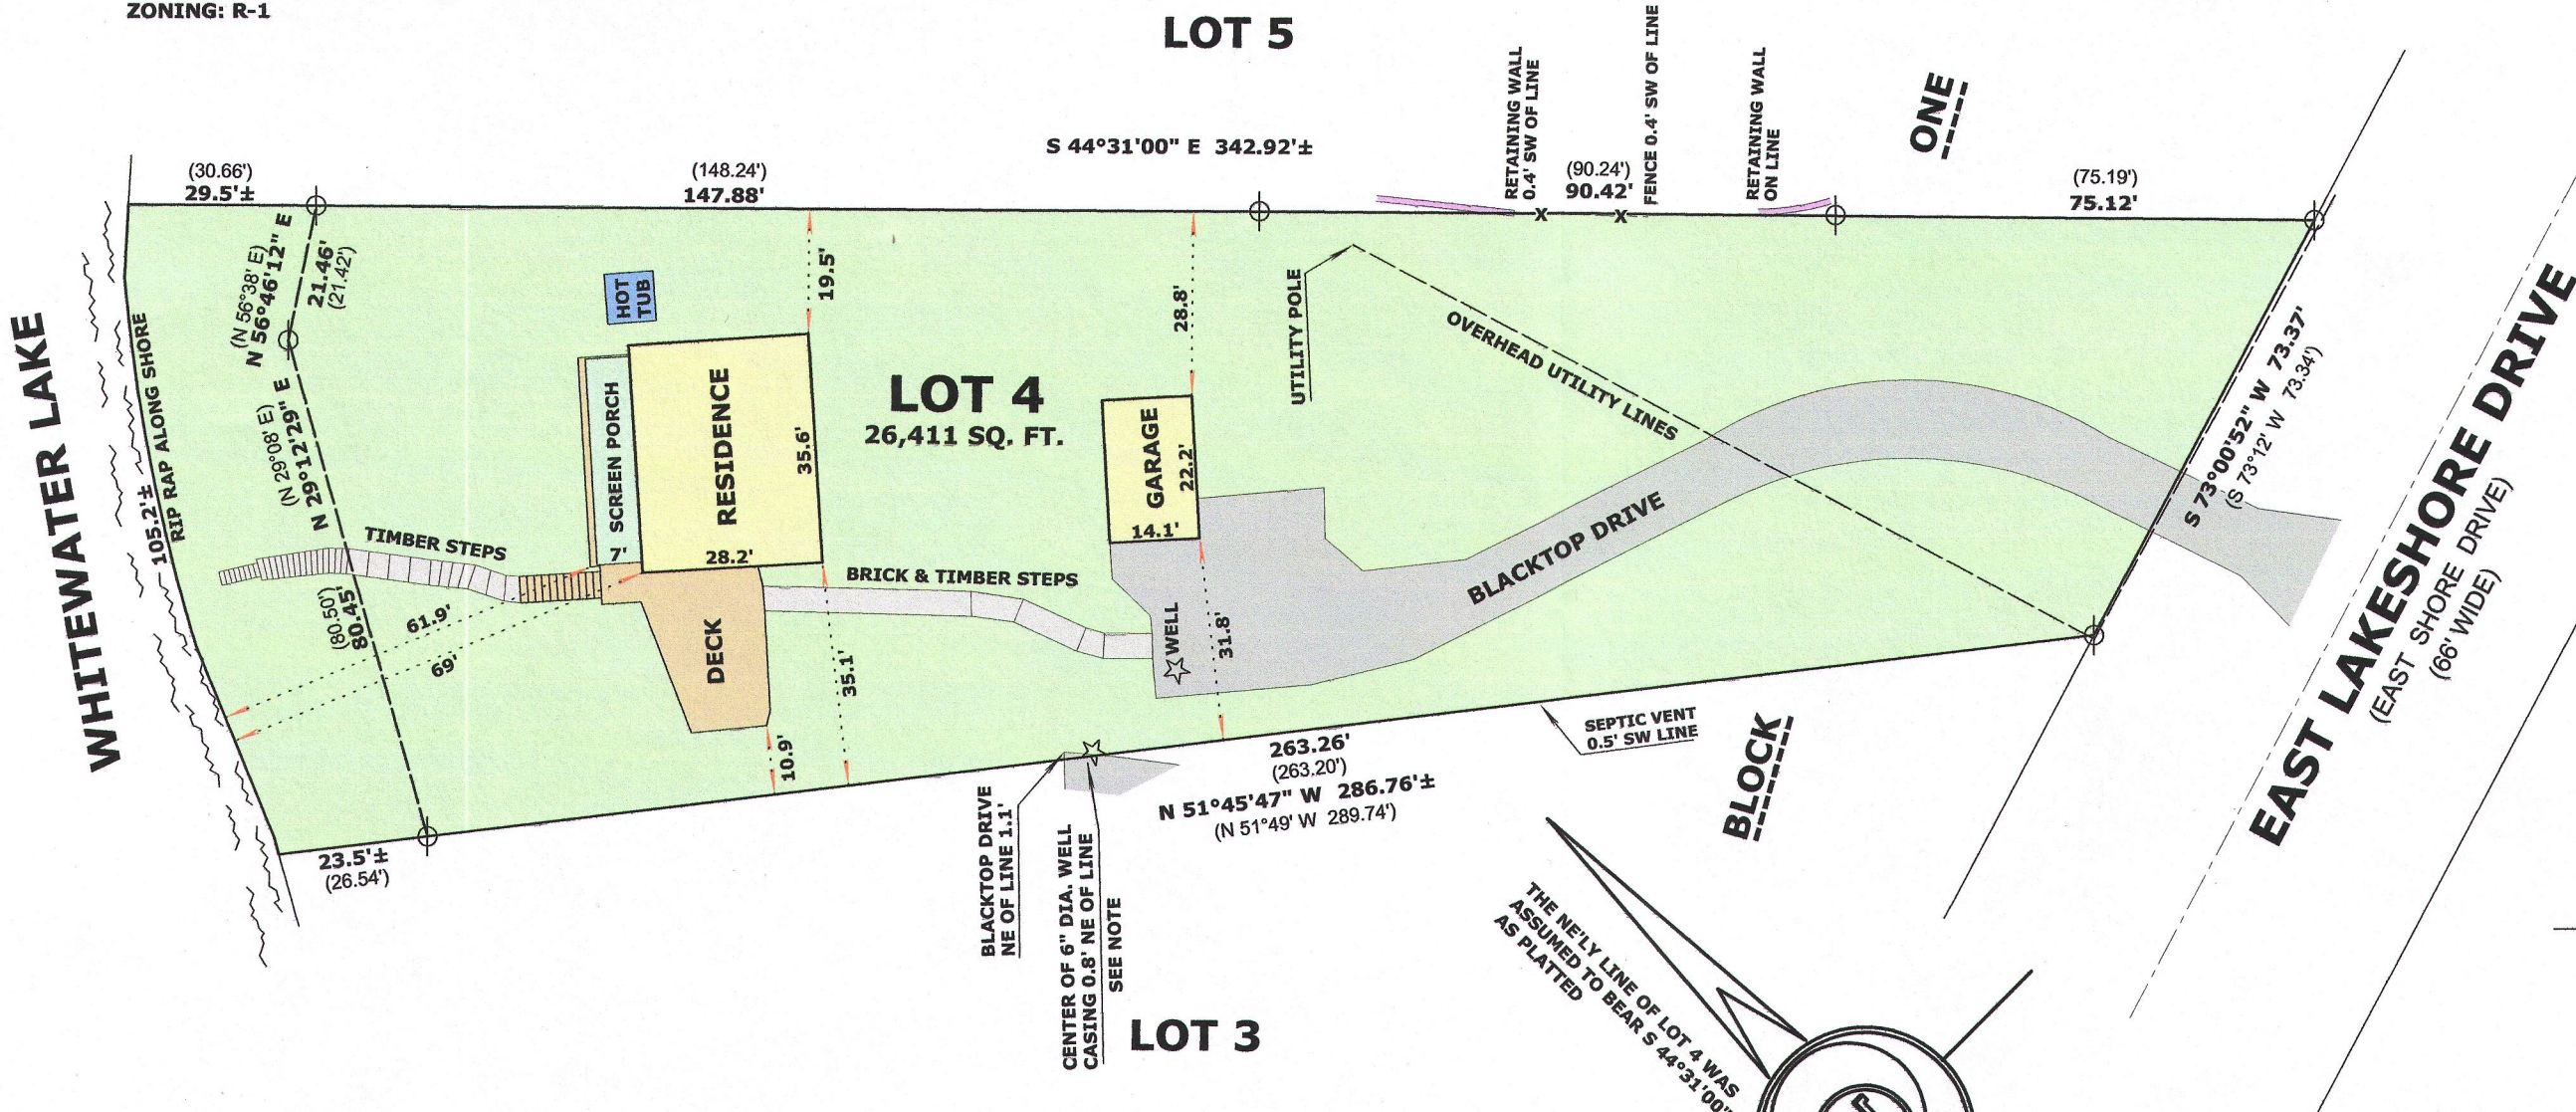 ZONING: R-1
LOT 5
S 44°31'00" E 342.92'±
(30.66')
29.5'±
(148.24')
147.88'
RETAINING WALL
0.4' SW OF LINE
(90.24')
90.42'
FENCE 0.4' SW OF LINE
RETAINING WALL
ON LINE
ONE
(75.19')
75.12'
X
X
WHITEWATER LAKE
105.2'±
RIP RAP ALONG SHORE
(N 56°38' E)
N 56°46'12" E
21.46'
(21.42')
(N 29°08' E)
N 29°12'29" E
(80.50')
80.45'
HOT
TUB
19.5'
SCREEN PORCH
7'
RESIDENCE
35.6'
28.2'
LOT 4
26,411 SQ. FT.
28.8'
GARAGE
22.2'
14.1'
UTILITY POLE
OVERHEAD UTILITY LINES
BLACKTOP DRIVE
S 73°00'52" W 73.37'
(S 73°12' W 73.34')
EAST LAKESHORE DRIVE
(EAST SHORE DRIVE)
(66' WIDE)
TIMBER STEPS
61.9'
69'
DECK
BRICK & TIMBER STEPS
WELL
31.8'
35.1'
10.9'
23.5'±
(26.54')
263.26'
(263.20')
N 51°45'47" W 286.76'±
(N 51°49' W 289.74')
SEPTIC VENT
0.5' SW LINE
BLOCK
BLACKTOP DRIVE
NE OF LINE 1.1'
CENTER OF 6" DIA. WELL
CASING 0.8' NE OF LINE
SEE NOTE
LOT 3
THE NE'LY LINE OF LOT 4 WAS
ASSUMED TO BEAR S 44°31'00"
AS PLATTED